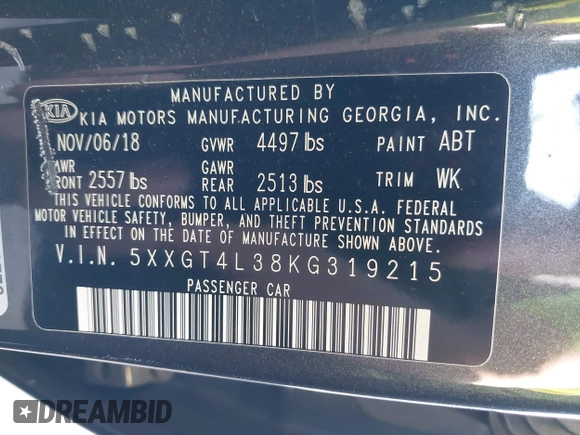 MANUFACTURED BY
KIA KIA MOTORS MANUFACTURING GEORGIA, INC.
NOV/06/18 GVWR 4497 lbs PAINT ABT
GAWR
2557 lbs REAR 2513 lbs TRIM WK
THIS VEHICLE CONFORMS TO ALL APPLICABLE U.S.A. FEDERAL
MOTOR VEHICLE SAFETY, BUMPER, AND THEFT PREVENTION STANDARDS
IN EFFECT ON THE DATE OF MANUFACTURE SHOWN ABOVE.
V.I.N. 5XXGT4L38KG319215
PASSENGER CAR
DREAMBID